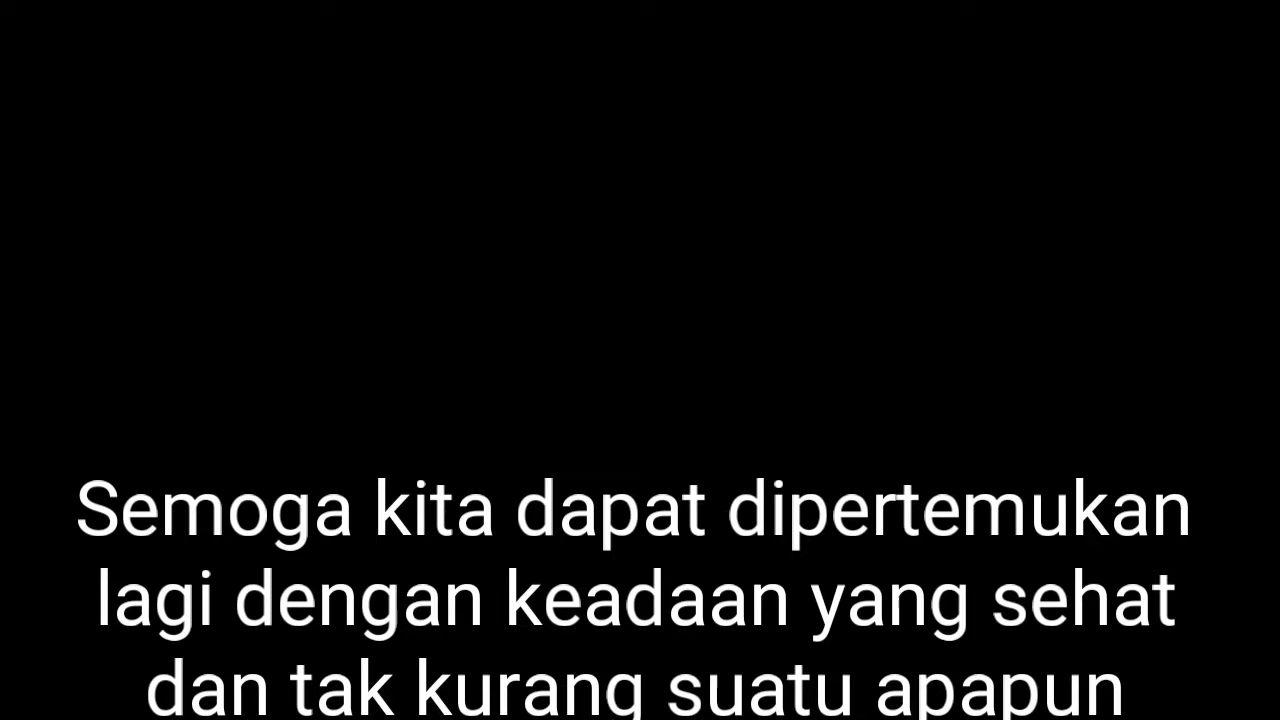 Semoga kita dapat dipertemukan
lagi dengan keadaan yang sehat
dan tak kurang suatu apapun